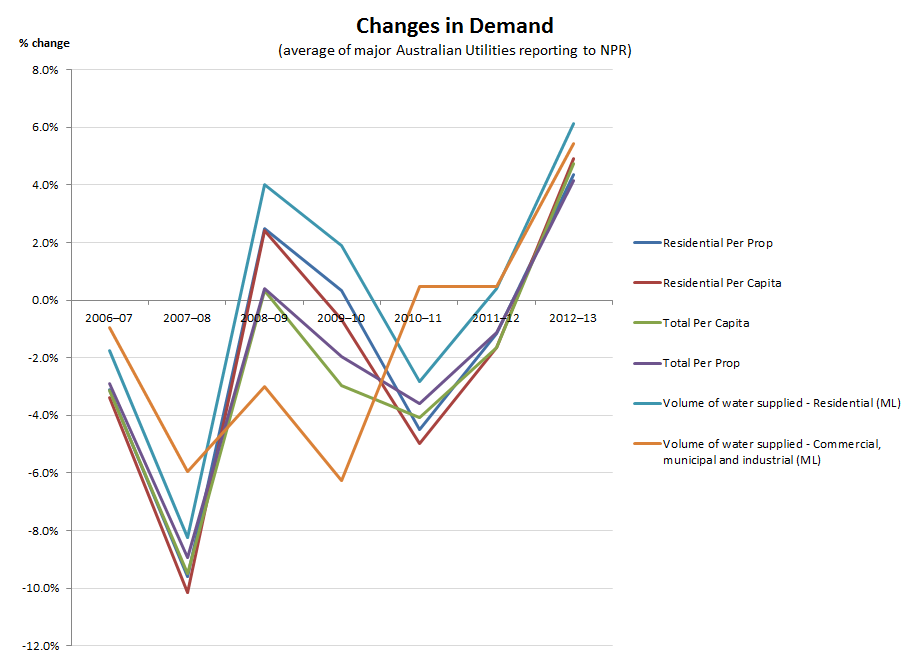 Changes in Demand
(average of major Australian Utilities reporting to NPR)
% change
8.0%
6.0%
4.0%
2.0%
0.0%
-2.0%
-4.0%
-6.0%
-8.0%
-10.0%
-12.0%
2006–07 2007–08 2008–09 2009–10 2010–11 2011–12 2012–13
Residential Per Prop
Residential Per Capita
Total Per Capita
Total Per Prop
Volume of water supplied - Residential (ML)
Volume of water supplied - Commercial,
municipal and industrial (ML)